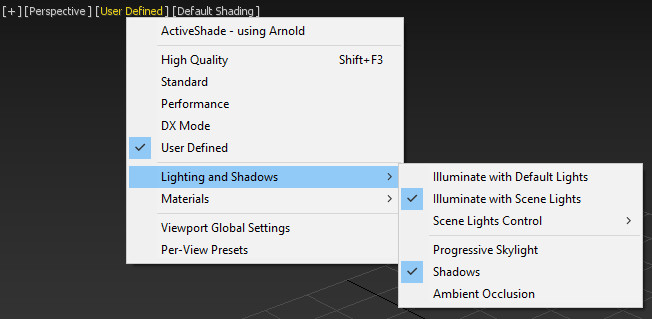 [+] [Perspective] [User Defined] [Default Shading]
ActiveShade - using Arnold
High Quality Shift+F3
Standard
Performance
DX Mode
User Defined
Lighting and Shadows
Materials
Viewport Global Settings
Per-View Presets
Illuminate with Default Lights
Illuminate with Scene Lights
Scene Lights Control
Progressive Skylight
Shadows
Ambient Occlusion